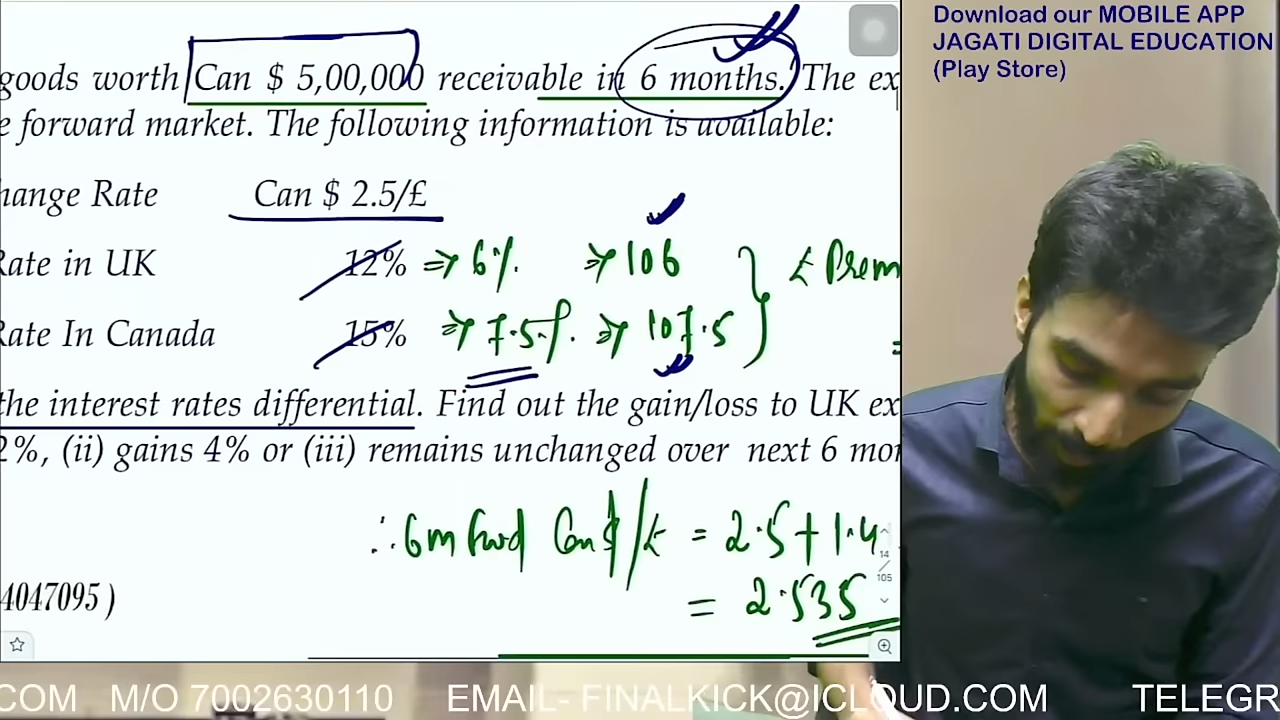 Download our MOBILE APP
JAGATI DIGITAL EDUCATION
(Play Store)
goods worth Can $ 5,00,000 receivable in 6 months. The ex
e forward market. The following information is available:
hange Rate Can $ 2.5/£
Rate in UK 12% ⇒ 6% ⇒ 106 } £ Prem
Rate In Canada 15% ⇒ 7.5% ⇒ 107.5 =
the interest rates differential. Find out the gain/loss to UK ex
2%, (ii) gains 4% or (iii) remains unchanged over next 6 mon
∴ 6m Fwd Can$/£ = 2.5 + 1.4
= 2.535
14
/
105
4047095 )
COM M/O 7002630110 EMAIL- FINALKICK@ICLOUD.COM TELEGR